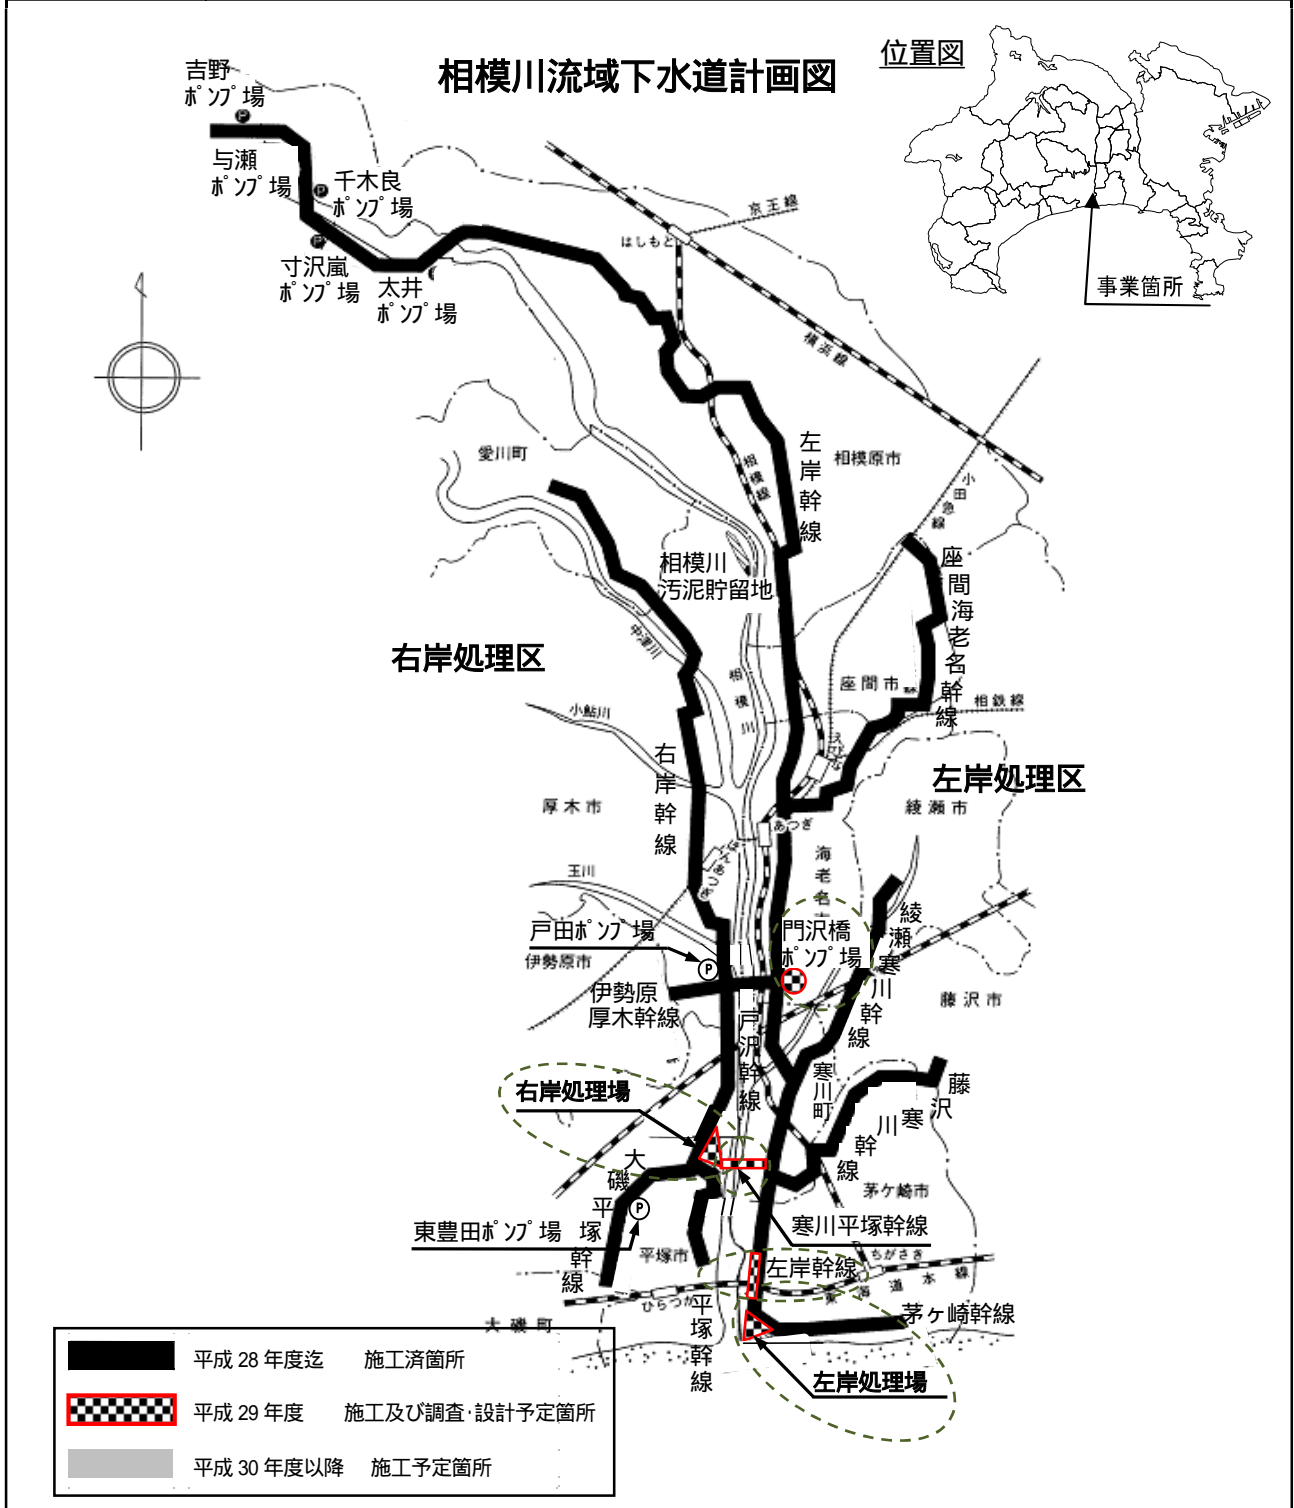 相模川流域下水道計画図
位置図
事業箇所
吉野
ﾎﾟﾝﾌﾟ場
与瀬
ﾎﾟﾝﾌﾟ場
千木良
ﾎﾟﾝﾌﾟ場
寸沢嵐
ﾎﾟﾝﾌﾟ場
太井
ﾎﾟﾝﾌﾟ場
京王線
はしもと
横浜線
愛川町
相模線
左岸幹線
相模原市
小田急線
相模川
汚泥貯留地
座間海老名幹線
中津川
右岸処理区
相模川
座間市
相鉄線
小鮎川
えびな
右岸幹線
左岸処理区
厚木市
綾瀬市
あつぎ
ほんあつぎ
海老名市
玉川
綾瀬寒川幹線
戸田ﾎﾟﾝﾌﾟ場
P
門沢橋
ﾎﾟﾝﾌﾟ場
伊勢原市
伊勢原
厚木幹線
藤沢市
戸沢幹線
寒川町
藤沢寒川幹線
右岸処理場
大磯平塚幹線
茅ケ崎市
東豊田ﾎﾟﾝﾌﾟ場
P
寒川平塚幹線
平塚市
左岸幹線
ちがさき
東海道本線
ひらつか
平塚幹線
茅ヶ崎幹線
大磯町
左岸処理場
平成 28 年度迄 施工済箇所
平成 29 年度 施工及び調査･設計予定箇所
平成 30 年度以降 施工予定箇所